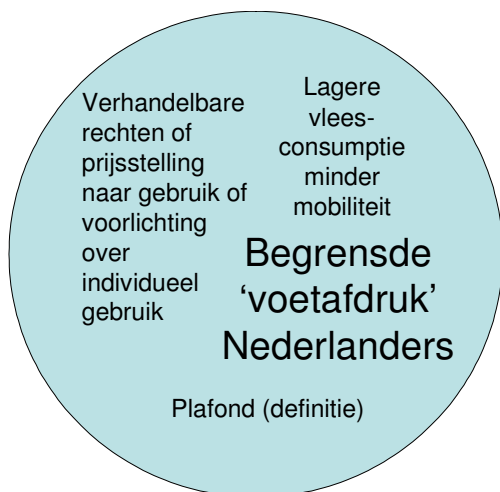 Verhandelbare
rechten of
prijsstelling
naar gebruik of
voorlichting
over
individueel
gebruik
Lagere
vlees-
consumptie
minder
mobiliteit
Begrensde
‘voetafdruk’
Nederlanders
Plafond (definitie)